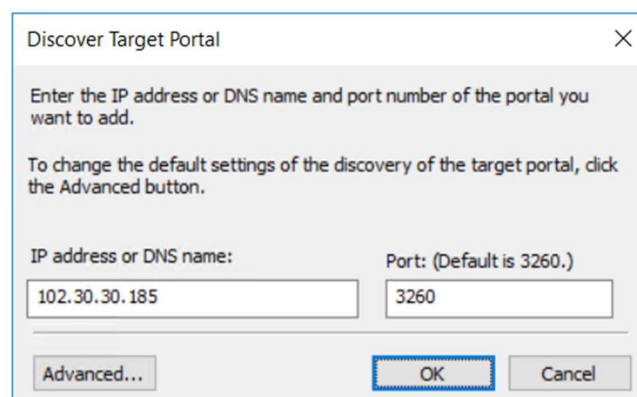 Discover Target Portal
Enter the IP address or DNS name and port number of the portal you
want to add.
To change the default settings of the discovery of the target portal, click
the Advanced button.
IP address or DNS name:
Port: (Default is 3260.)
102.30.30.185
3260
Advanced...
OK
Cancel